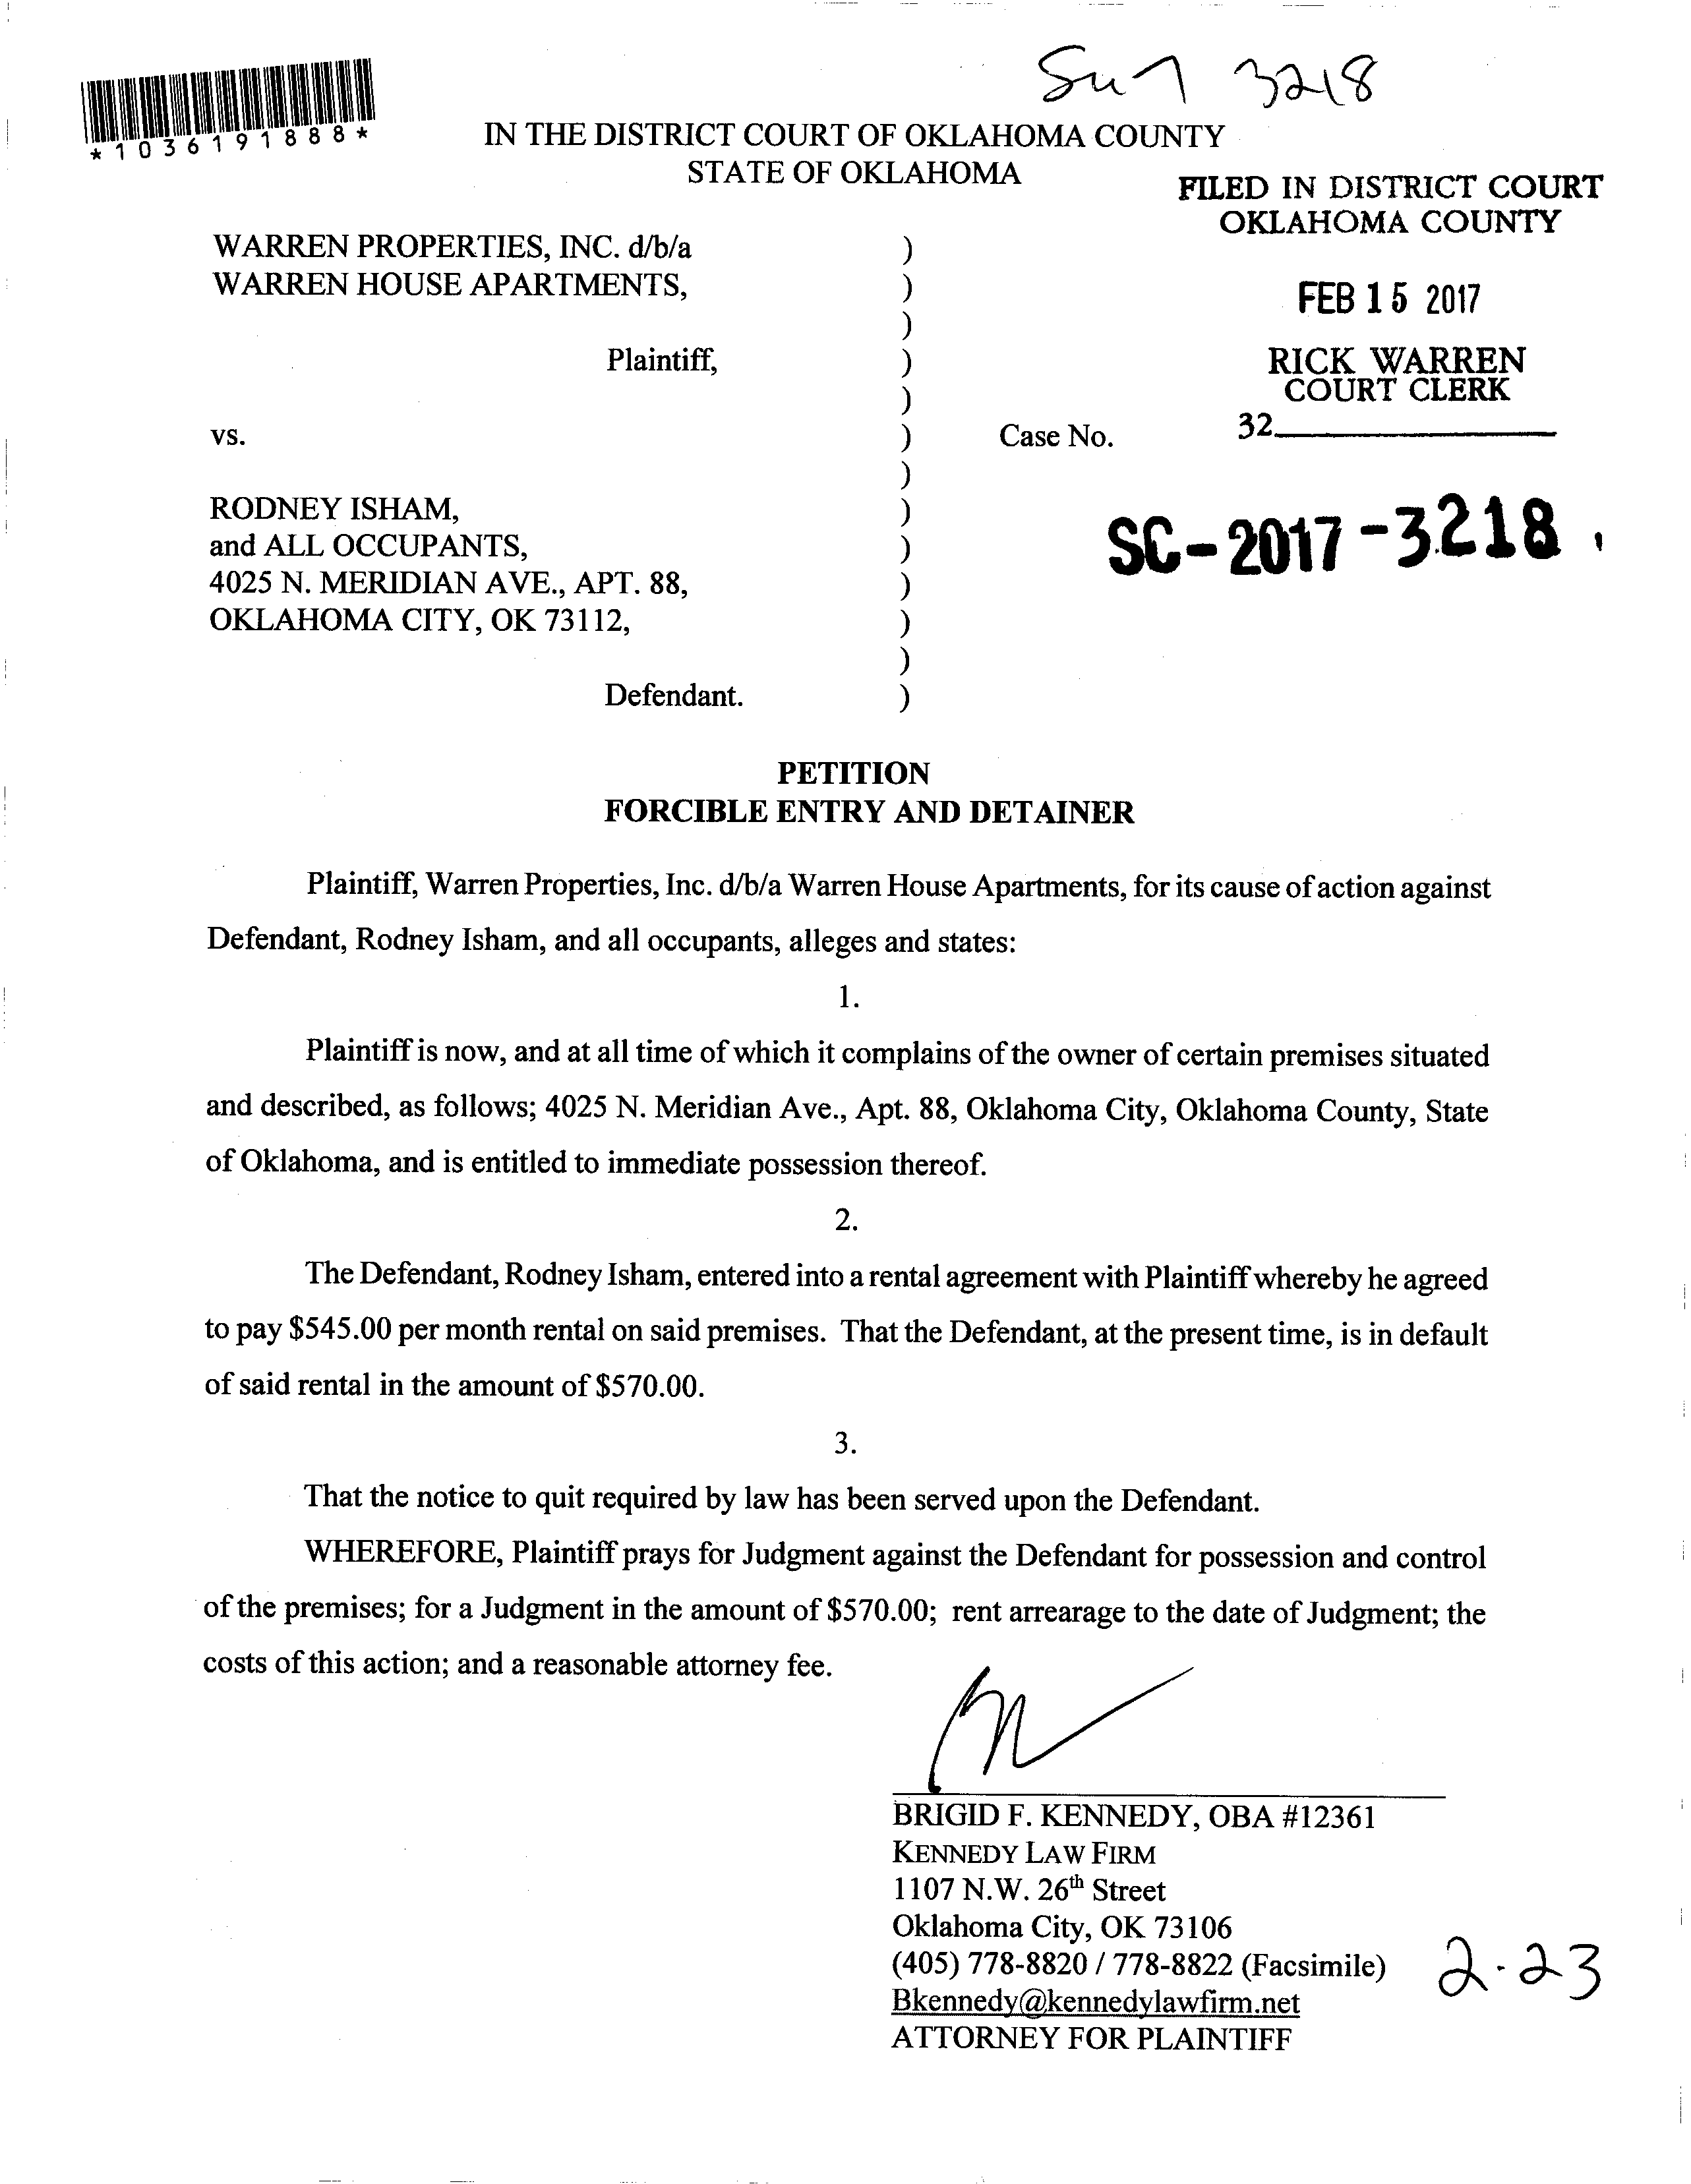 3218
*1036191888*
IN THE DISTRICT COURT OF OKLAHOMA COUNTY
STATE OF OKLAHOMA
FILED IN DISTRICT COURT
OKLAHOMA COUNTY
FEB 15 2017
RICK WARREN
COURT CLERK
32
WARREN PROPERTIES, INC. d/b/a )
WARREN HOUSE APARTMENTS, )
)
Plaintiff, )
)
vs. ) Case No.
)
RODNEY ISHAM, )
and ALL OCCUPANTS, )
4025 N. MERIDIAN AVE., APT. 88, )
OKLAHOMA CITY, OK 73112, )
)
Defendant. )
SC-2017-3218
PETITION
FORCIBLE ENTRY AND DETAINER
Plaintiff, Warren Properties, Inc. d/b/a Warren House Apartments, for its cause of action against
Defendant, Rodney Isham, and all occupants, alleges and states:
1.
Plaintiff is now, and at all time of which it complains of the owner of certain premises situated
and described, as follows; 4025 N. Meridian Ave., Apt. 88, Oklahoma City, Oklahoma County, State
of Oklahoma, and is entitled to immediate possession thereof.
2.
The Defendant, Rodney Isham, entered into a rental agreement with Plaintiff whereby he agreed
to pay $545.00 per month rental on said premises. That the Defendant, at the present time, is in default
of said rental in the amount of $570.00.
3.
That the notice to quit required by law has been served upon the Defendant.
WHEREFORE, Plaintiff prays for Judgment against the Defendant for possession and control
of the premises; for a Judgment in the amount of $570.00; rent arrearage to the date of Judgment; the
costs of this action; and a reasonable attorney fee.
BRIGID F. KENNEDY, OBA #12361
KENNEDY LAW FIRM
1107 N.W. 26th Street
Oklahoma City, OK 73106
(405) 778-8820 / 778-8822 (Facsimile)
Bkennedy@kennedylawfirm.net
ATTORNEY FOR PLAINTIFF
2.23